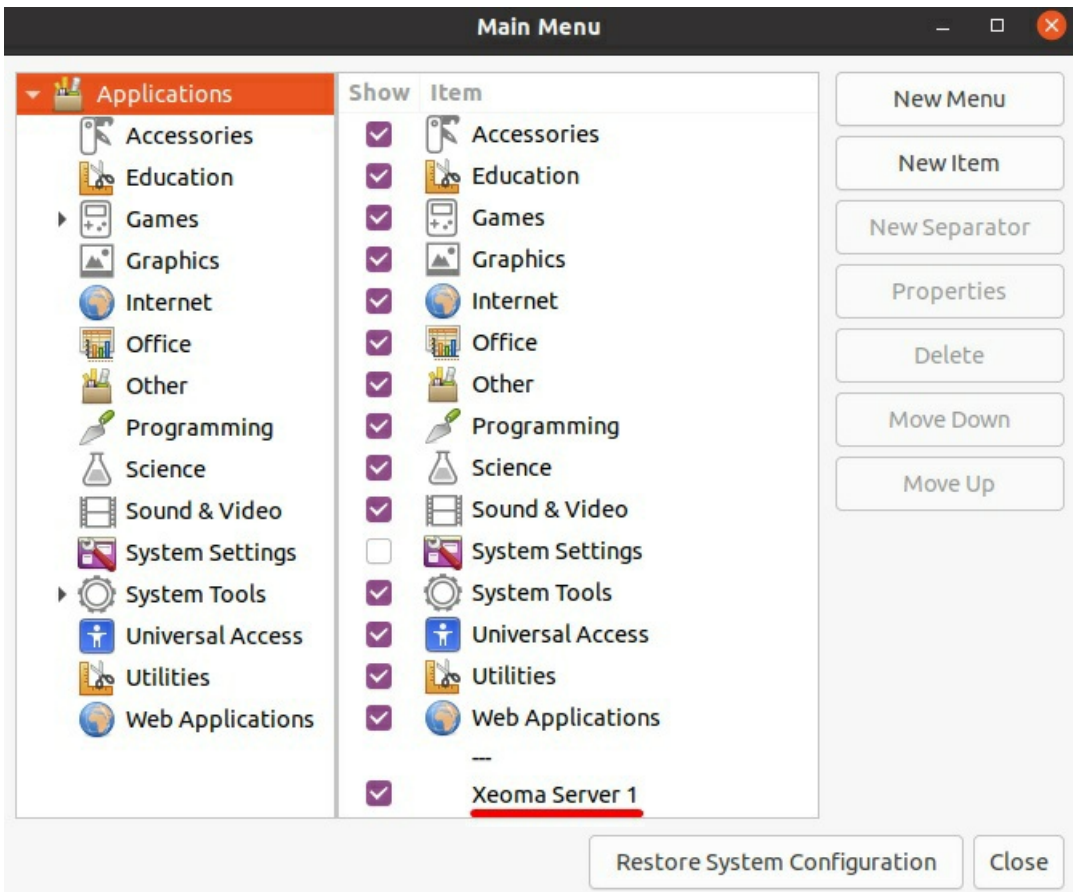 Main Menu
Applications
Accessories
Education
Games
Graphics
Internet
Office
Other
Programming
Science
Sound & Video
System Settings
System Tools
Universal Access
Utilities
Web Applications
Show Item
Accessories
Education
Games
Graphics
Internet
Office
Other
Programming
Science
Sound & Video
System Settings
System Tools
Universal Access
Utilities
Web Applications
---
Xeoma Server 1
New Menu
New Item
New Separator
Properties
Delete
Move Down
Move Up
Restore System Configuration
Close